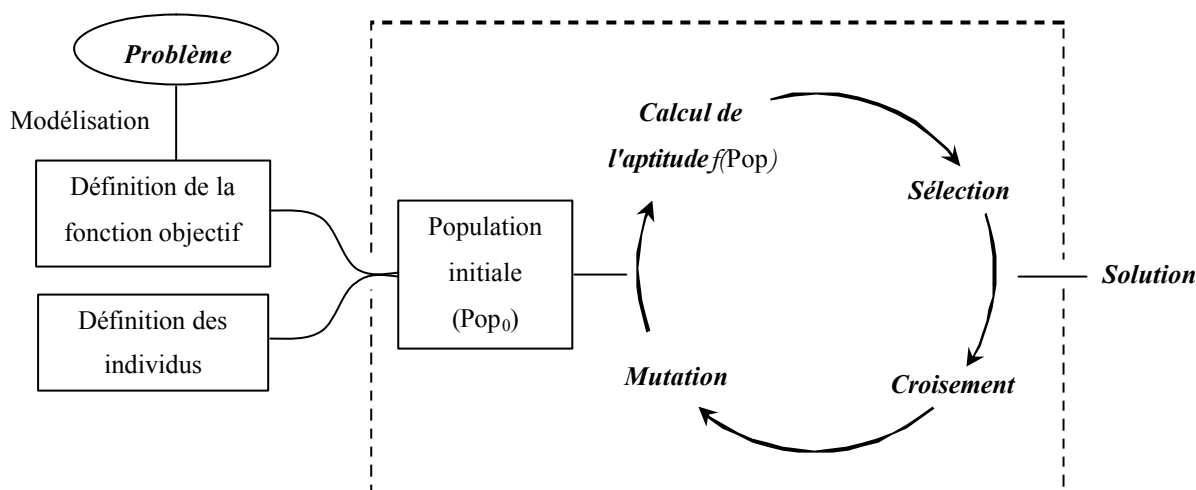 Problème
Modélisation
Définition de la
fonction objectif
Définition des
individus
Population
initiale
(Pop₀)
Calcul de
l'aptitude f(Pop)
Sélection
Croisement
Mutation
Solution